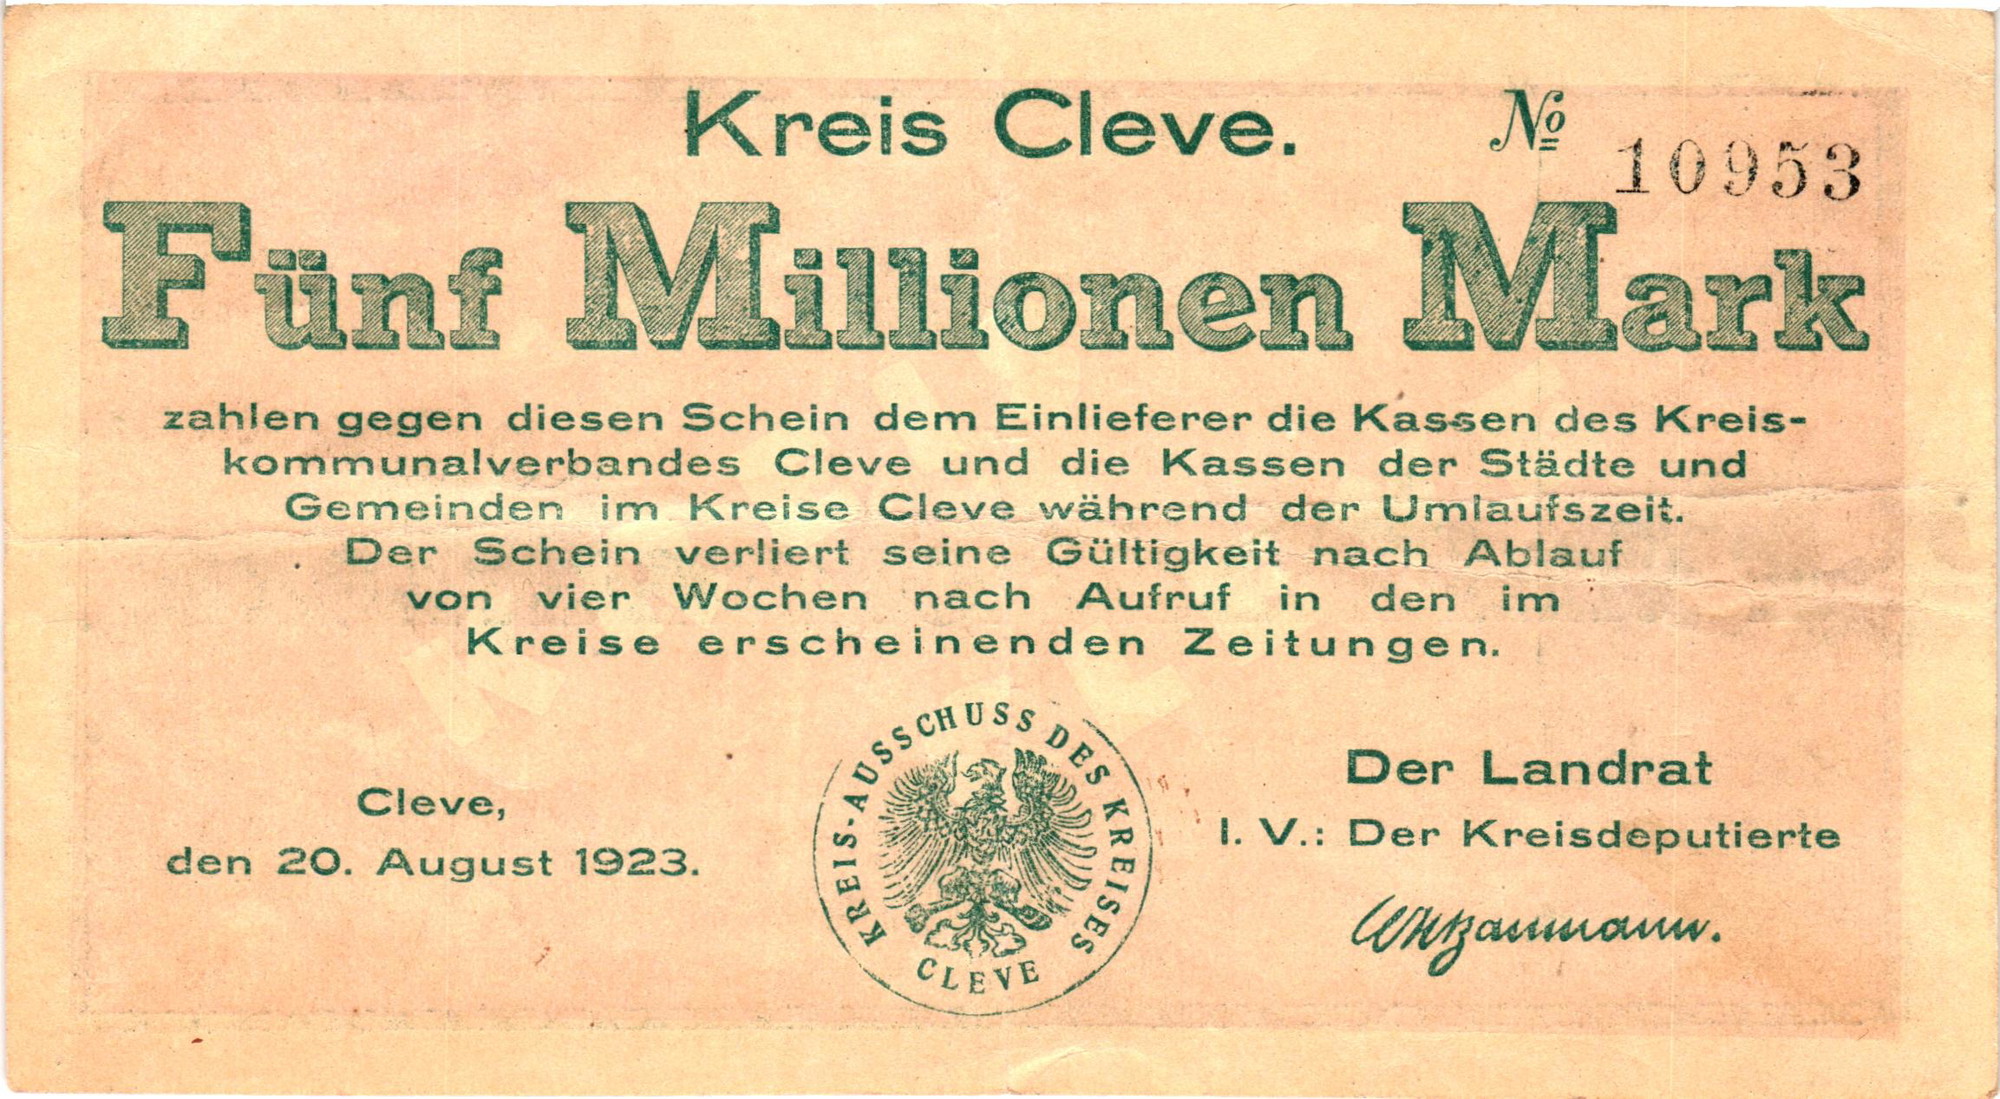 Kreis Cleve.
№ 10953
Fünf Millionen Mark
zahlen gegen diesen Schein dem Einlieferer die Kassen des Kreis-
kommunalverbandes Cleve und die Kassen der Städte und
Gemeinden im Kreise Cleve während der Umlaufszeit.
Der Schein verliert seine Gültigkeit nach Ablauf
von vier Wochen nach Aufruf in den im
Kreise erscheinenden Zeitungen.
Cleve,
den 20. August 1923.
KREIS-AUSSCHUSS DES KREISES
CLEVE
Der Landrat
I. V.: Der Kreisdeputierte